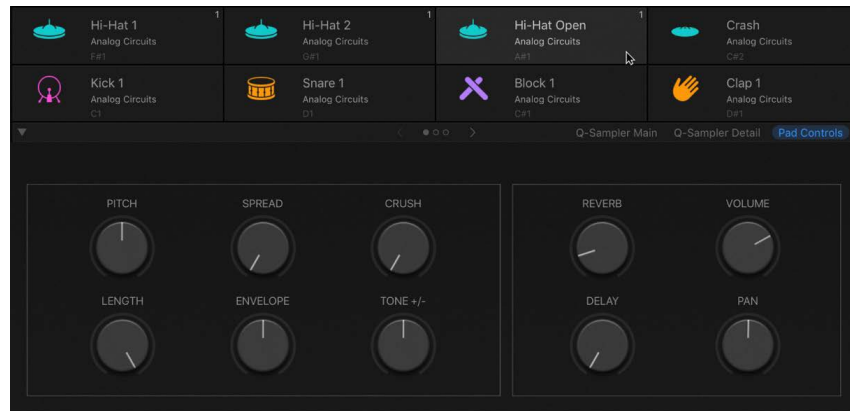 Hi-Hat 1 1
Analog Circuits
F#1
Hi-Hat 2 1
Analog Circuits
G#1
Hi-Hat Open 1
Analog Circuits
A#1
Crash
Analog Circuits
C#2
Kick 1
Analog Circuits
C1
Snare 1
Analog Circuits
D1
Block 1
Analog Circuits
C#1
Clap 1
Analog Circuits
D#1
Q-Sampler Main Q-Sampler Detail Pad Controls
PITCH SPREAD CRUSH
LENGTH ENVELOPE TONE +/-
REVERB VOLUME
DELAY PAN